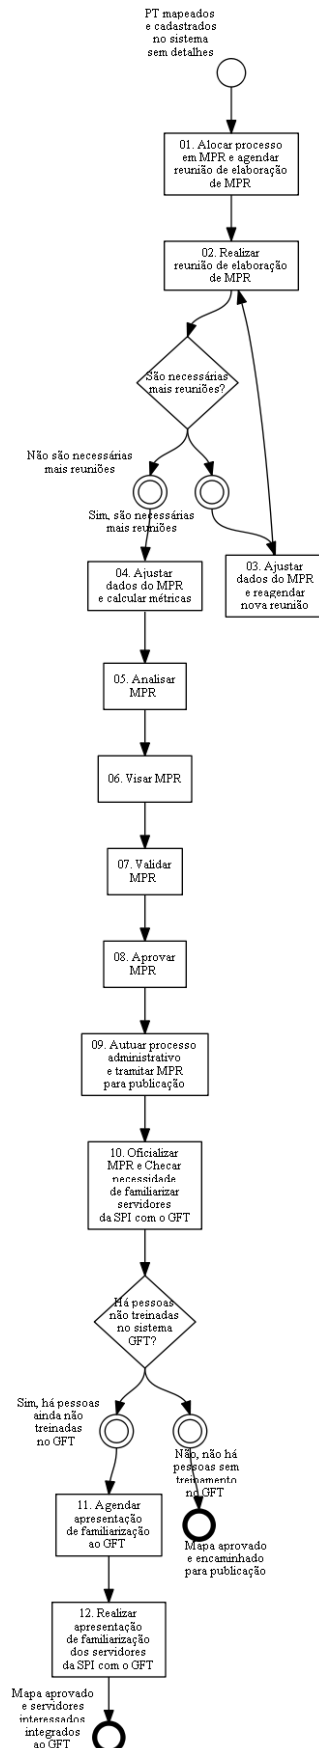 PT mapeados
e cadastrados
no sistema
sem detalhes
01. Alocar processo
em MPR e agendar
reunião de elaboração
de MPR
02. Realizar
reunião de elaboração
de MPR
São necessárias
mais reuniões?
Não são necessárias
mais reuniões
Sim, são necessárias
mais reuniões
03. Ajustar
dados do MPR
e reagendar
nova reunião
04. Ajustar
dados do MPR
e calcular métricas
05. Analisar
MPR
06. Visar MPR
07. Validar
MPR
08. Aprovar
MPR
09. Autuar processo
administrativo
e tramitar MPR
para publicação
10. Oficializar
MPR e Checar
necessidade
de familiarizar
servidores
da SPI com o GFT
Há pessoas
não treinadas
no sistema
GFT?
Sim, há pessoas
ainda não
treinadas
no GFT
Não, não há
pessoas sem
treinamento
no GFT
11. Agendar
apresentação
de familiarização
ao GFT
Mapa aprovado
e encaminhado
para publicação
12. Realizar
apresentação
de familiarização
dos servidores
da SPI com o GFT
Mapa aprovado
e servidores
interessados
integrados
ao GFT